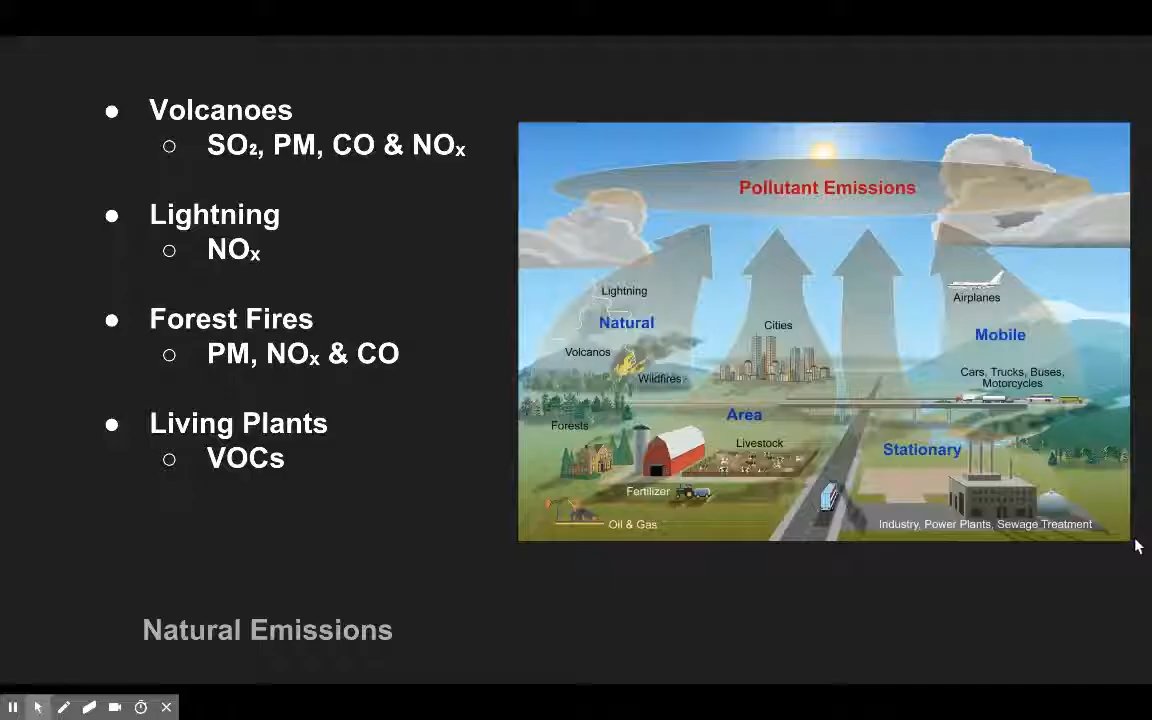 ● Volcanoes
○ SO₂, PM, CO & NOₓ
● Lightning
○ NOₓ
● Forest Fires
○ PM, NOₓ & CO
● Living Plants
○ VOCs
Natural Emissions
Pollutant Emissions
Lightning
Natural
Volcanos
Wildfires
Forests
Cities
Area
Livestock
Fertilizer
Oil & Gas
Airplanes
Mobile
Cars, Trucks, Buses,
Motorcycles
Stationary
Industry, Power Plants, Sewage Treatment